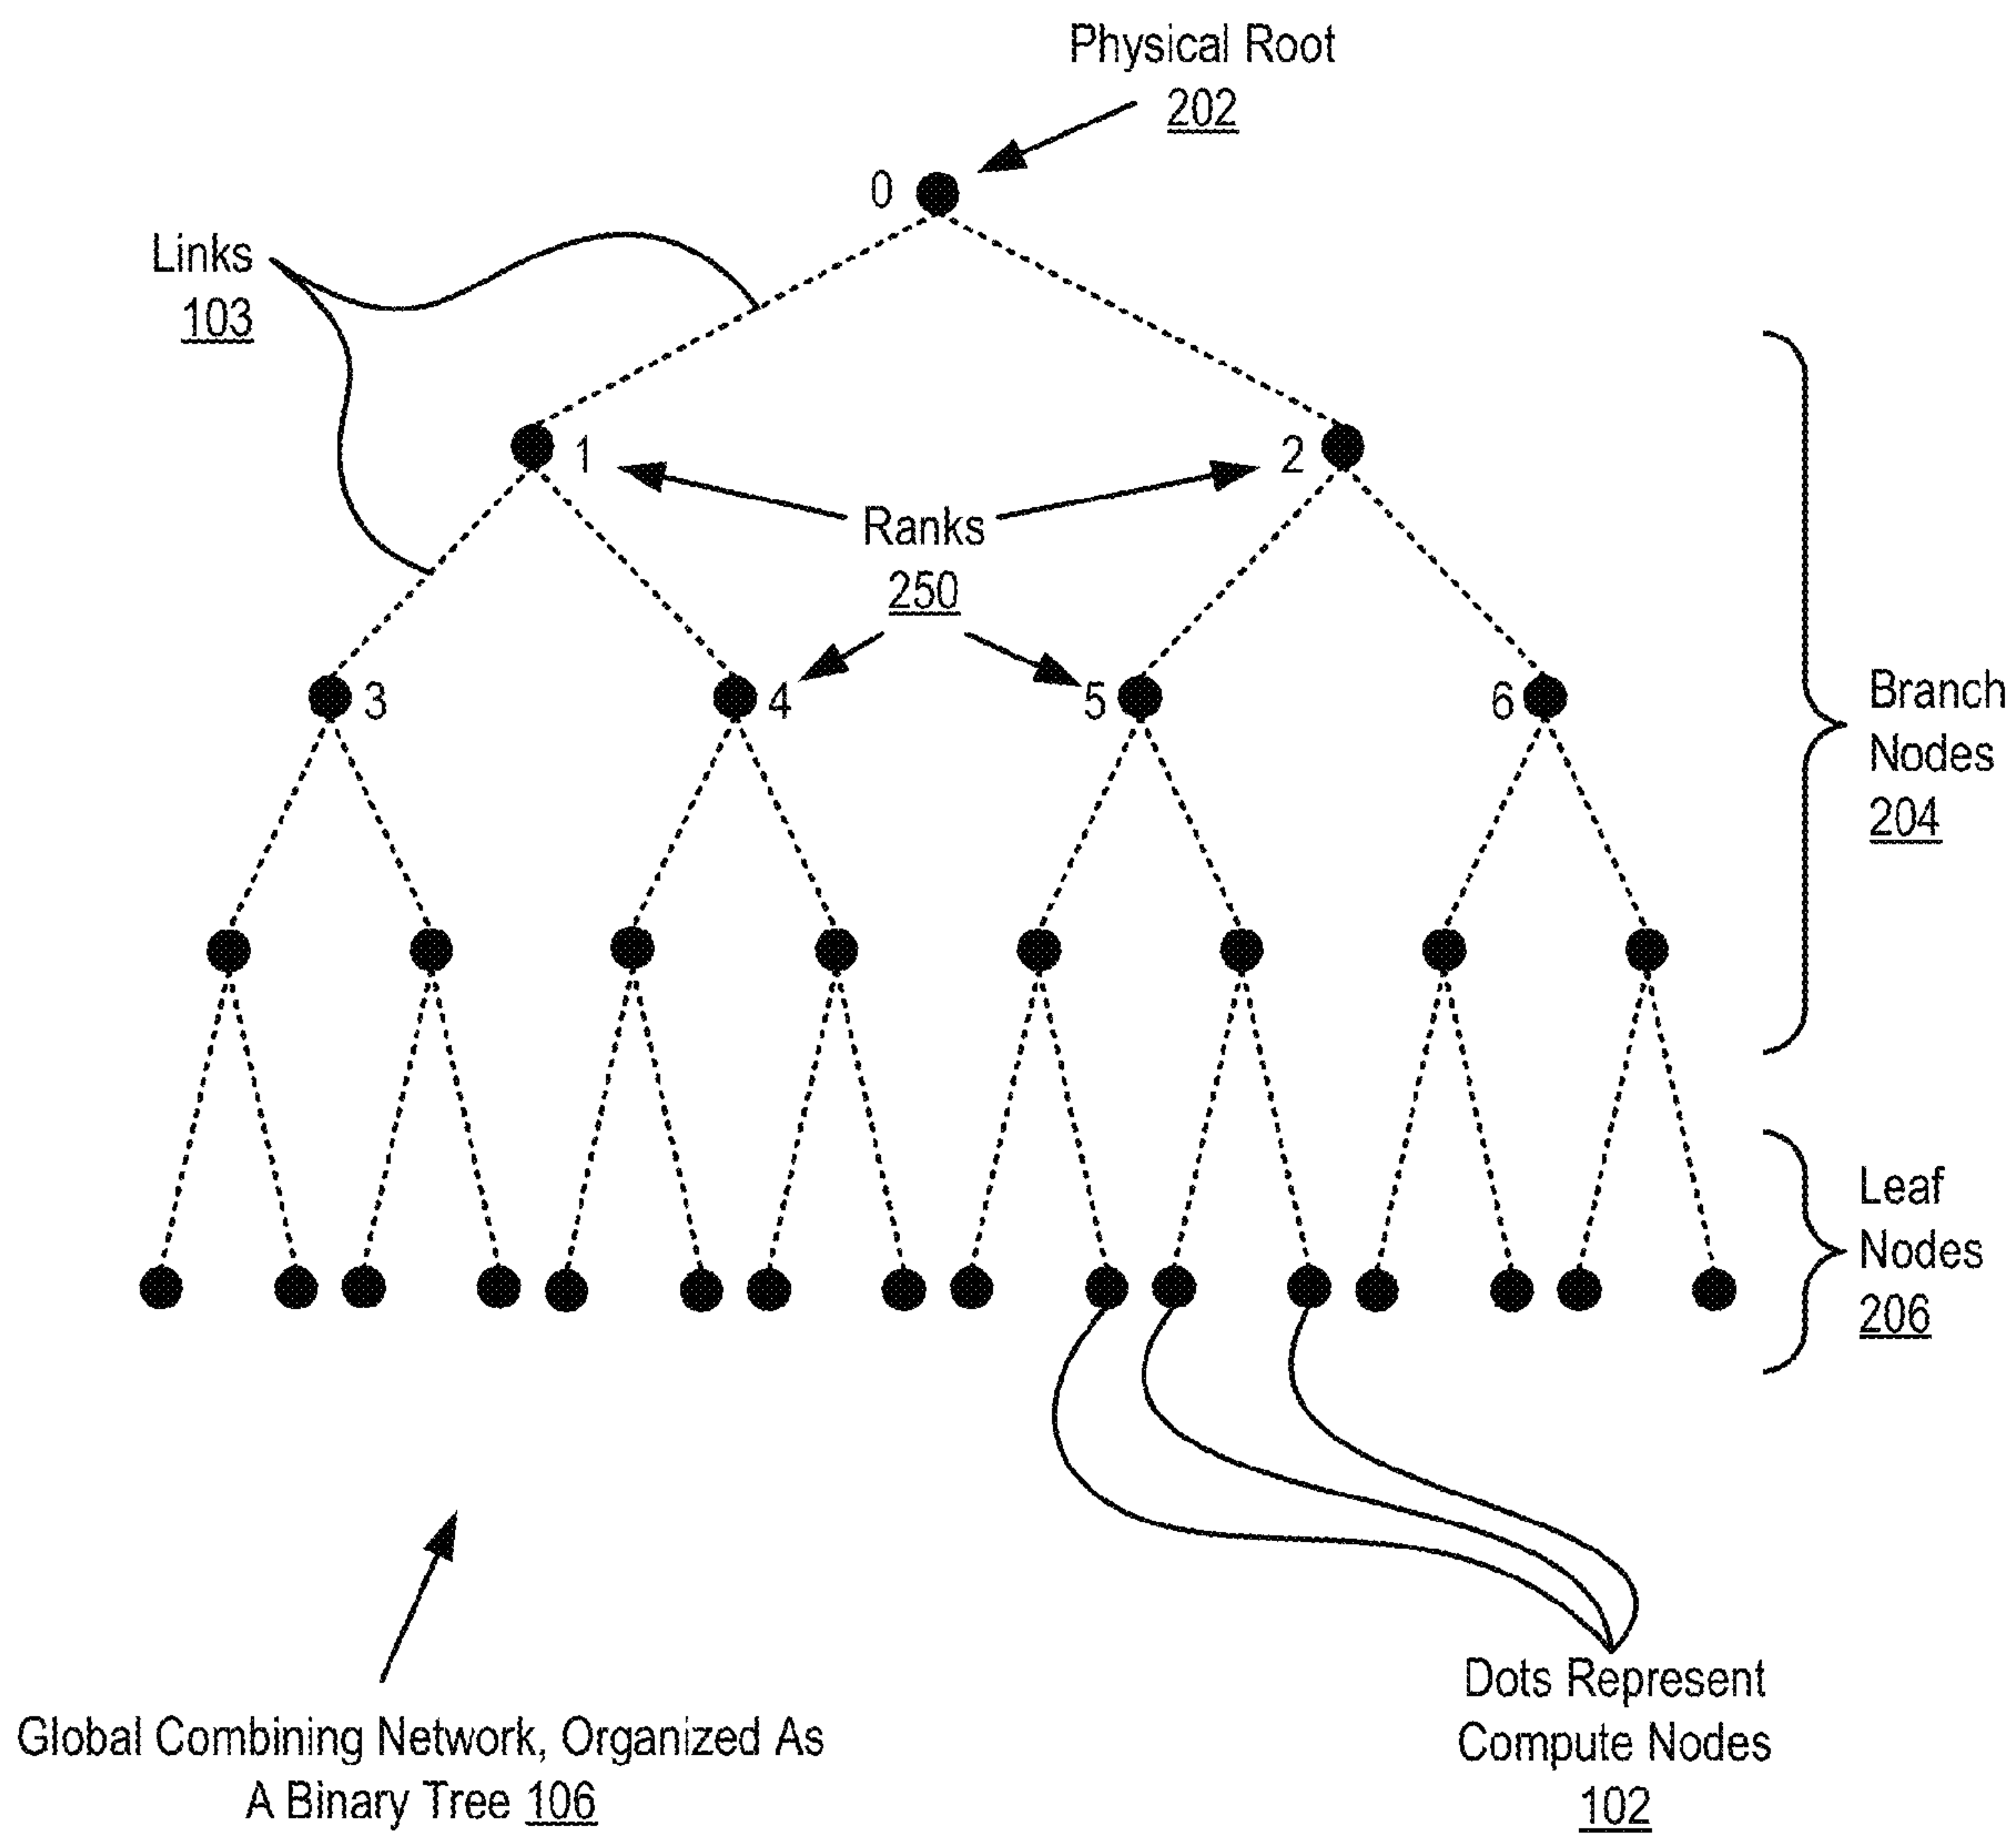 Physical Root
202
0
Links
103
1
2
Ranks
250
3
4
5
6
Branch
Nodes
204
Leaf
Nodes
206
Dots Represent
Compute Nodes
102
Global Combining Network, Organized As
A Binary Tree 106